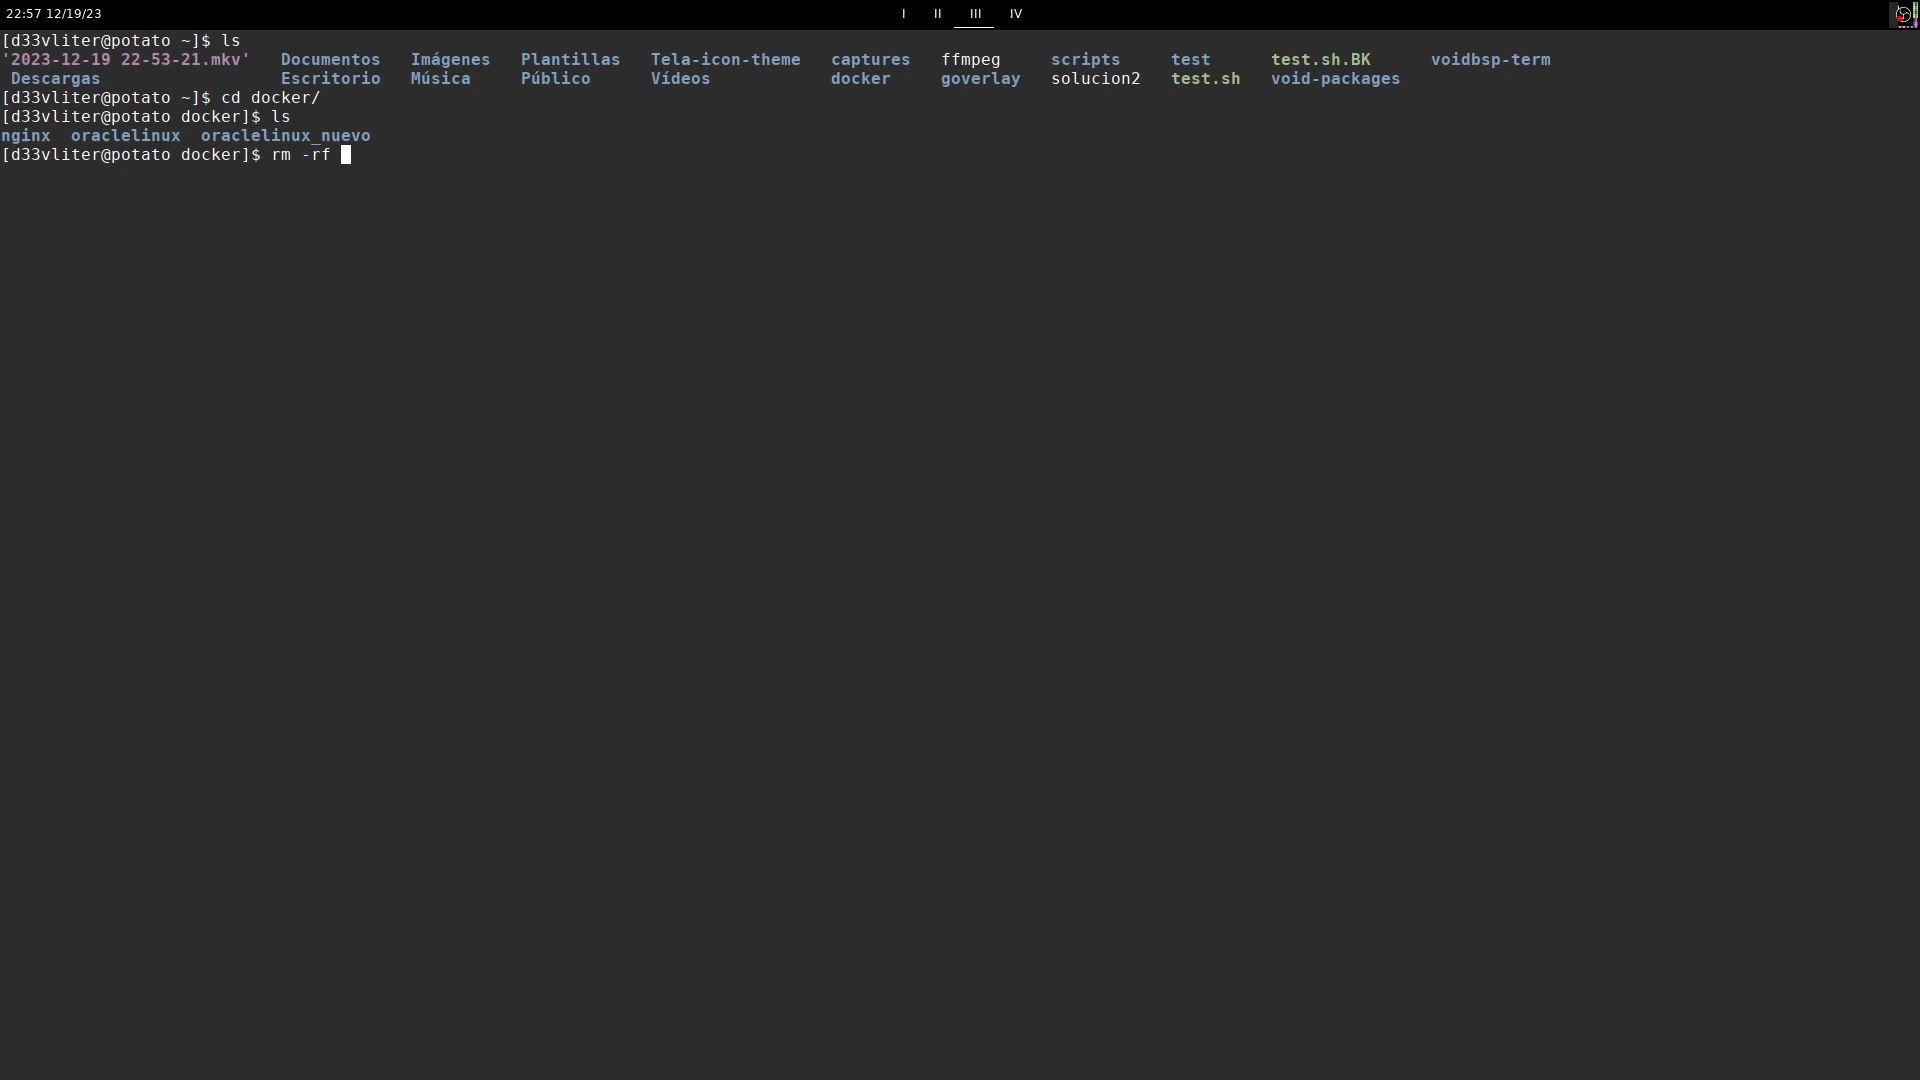 22:57 12/19/23 I II III IV
[d33vliter@potato ~]$ ls
'2023-12-19 22-53-21.mkv' Documentos Imágenes Plantillas Tela-icon-theme captures ffmpeg scripts test test.sh.BK voidbsp-term
Descargas Escritorio Música Público Vídeos docker goverlay solucion2 test.sh void-packages
[d33vliter@potato ~]$ cd docker/
[d33vliter@potato docker]$ ls
nginx oraclelinux oraclelinux_nuevo
[d33vliter@potato docker]$ rm -rf